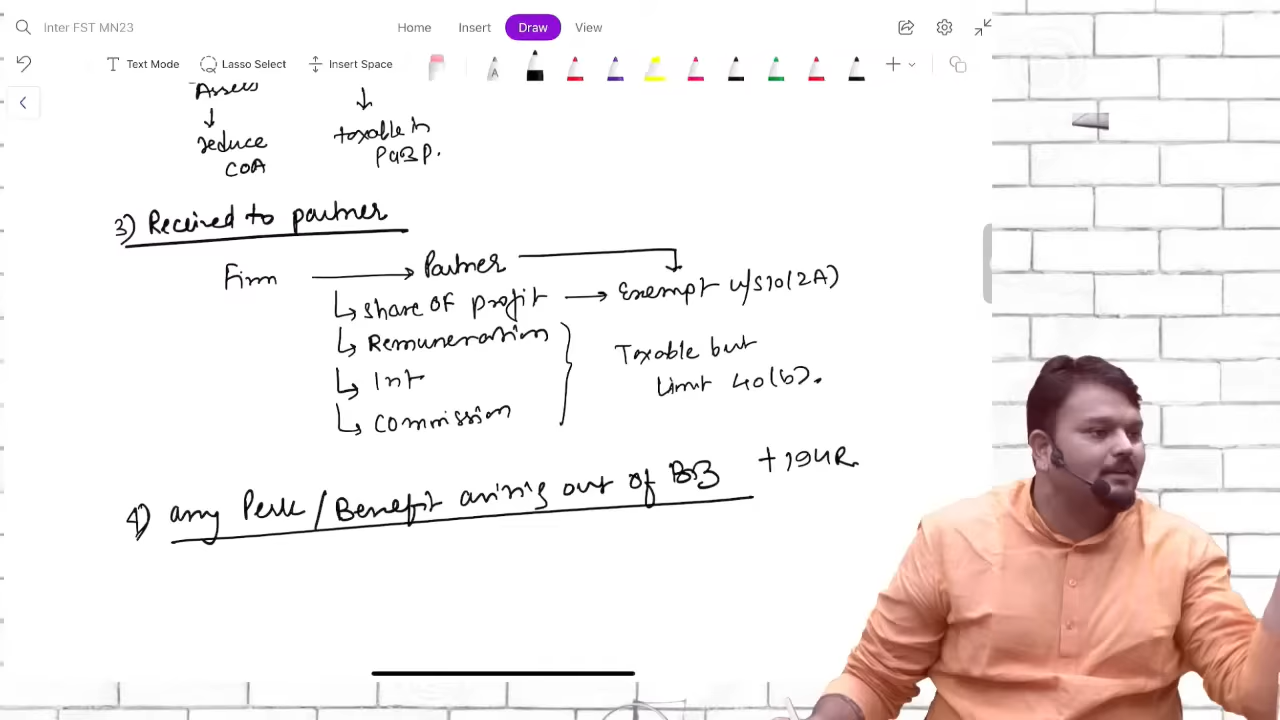 Inter FST MN23
Home Insert Draw View
Text Mode Lasso Select Insert Space
A
Assets
reduce
COA
taxable in
PGBP.
3) Received to partner
Firm → Partner
share of profit → Exempt u/s 10(2A)
Remuneration
Int
Commission
Taxable but
Limit 40(b).
4) any Perk / Benefit arising out of B
+ 194R